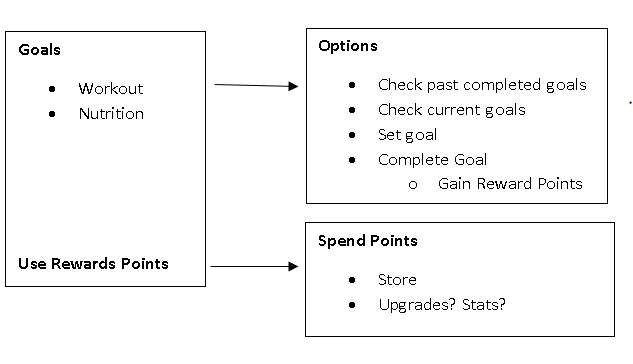 Goals
• Workout
• Nutrition
Use Rewards Points
Options
• Check past completed goals
• Check current goals
• Set goal
• Complete Goal
o Gain Reward Points
Spend Points
• Store
• Upgrades? Stats?